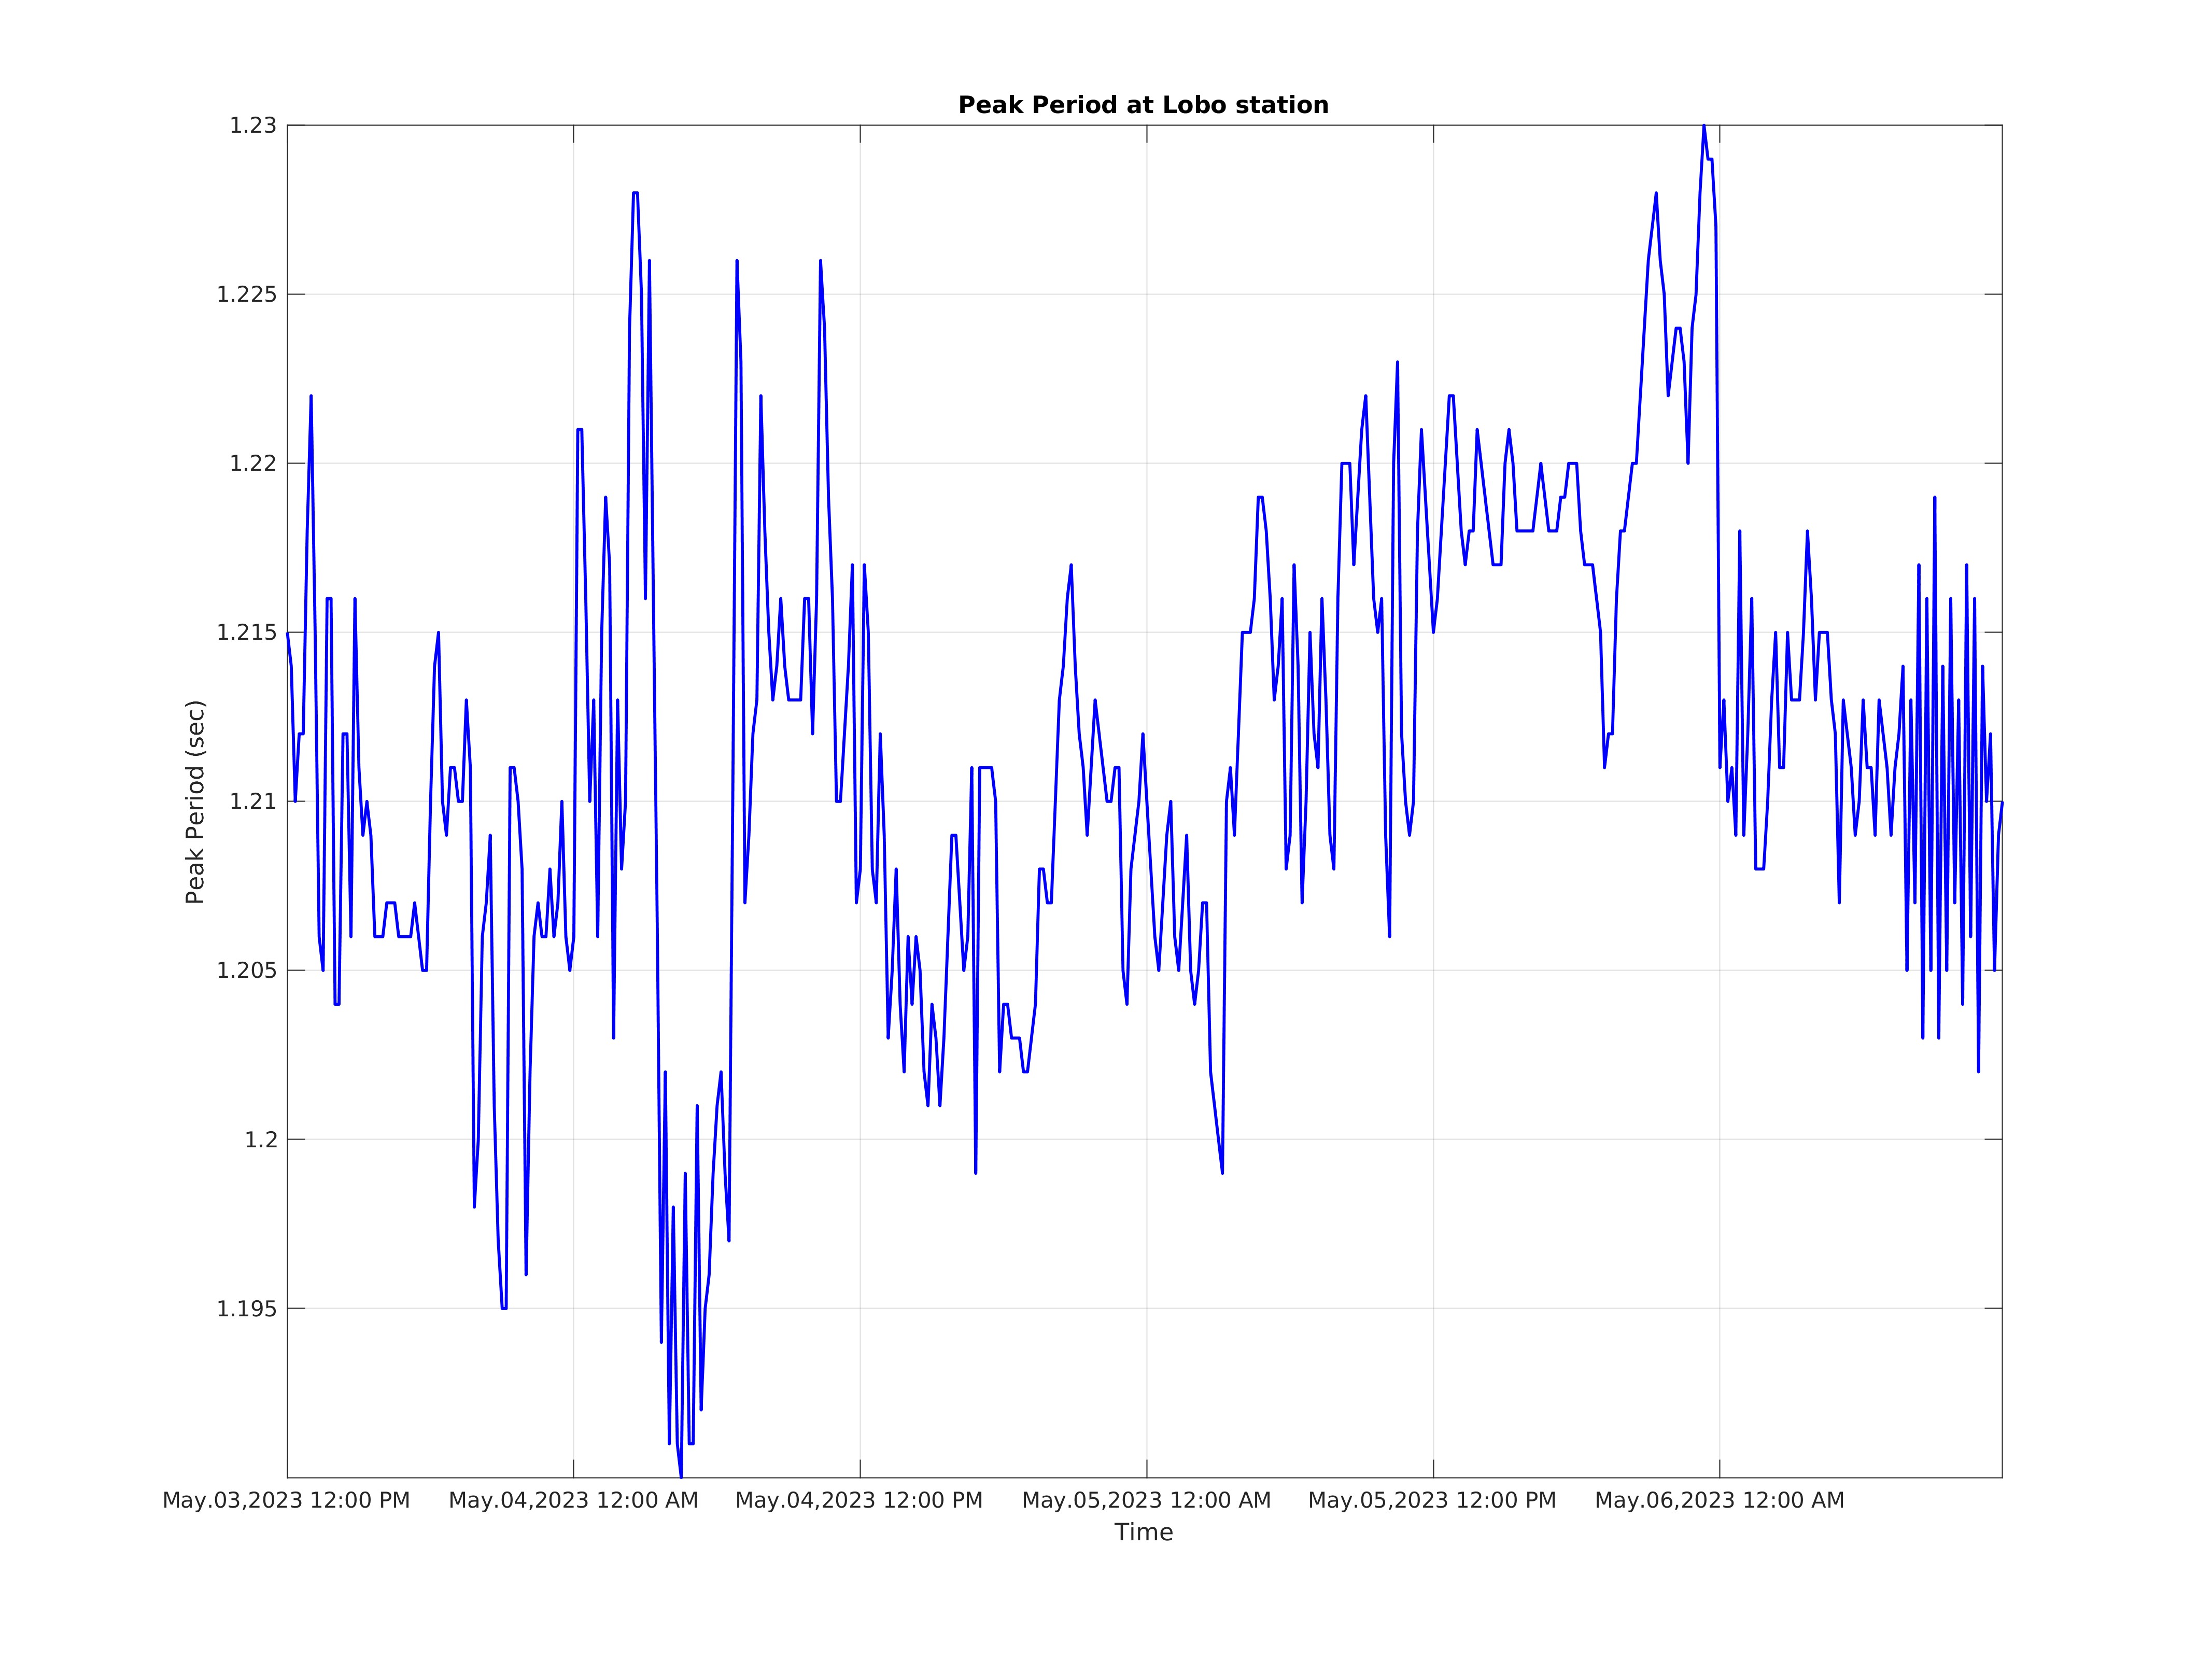 Peak Period at Lobo station
1.23
1.225
1.22
1.215
1.21
1.205
1.2
1.195
Peak Period (sec)
May.03,2023 12:00 PM
May.04,2023 12:00 AM
May.04,2023 12:00 PM
May.05,2023 12:00 AM
May.05,2023 12:00 PM
May.06,2023 12:00 AM
Time